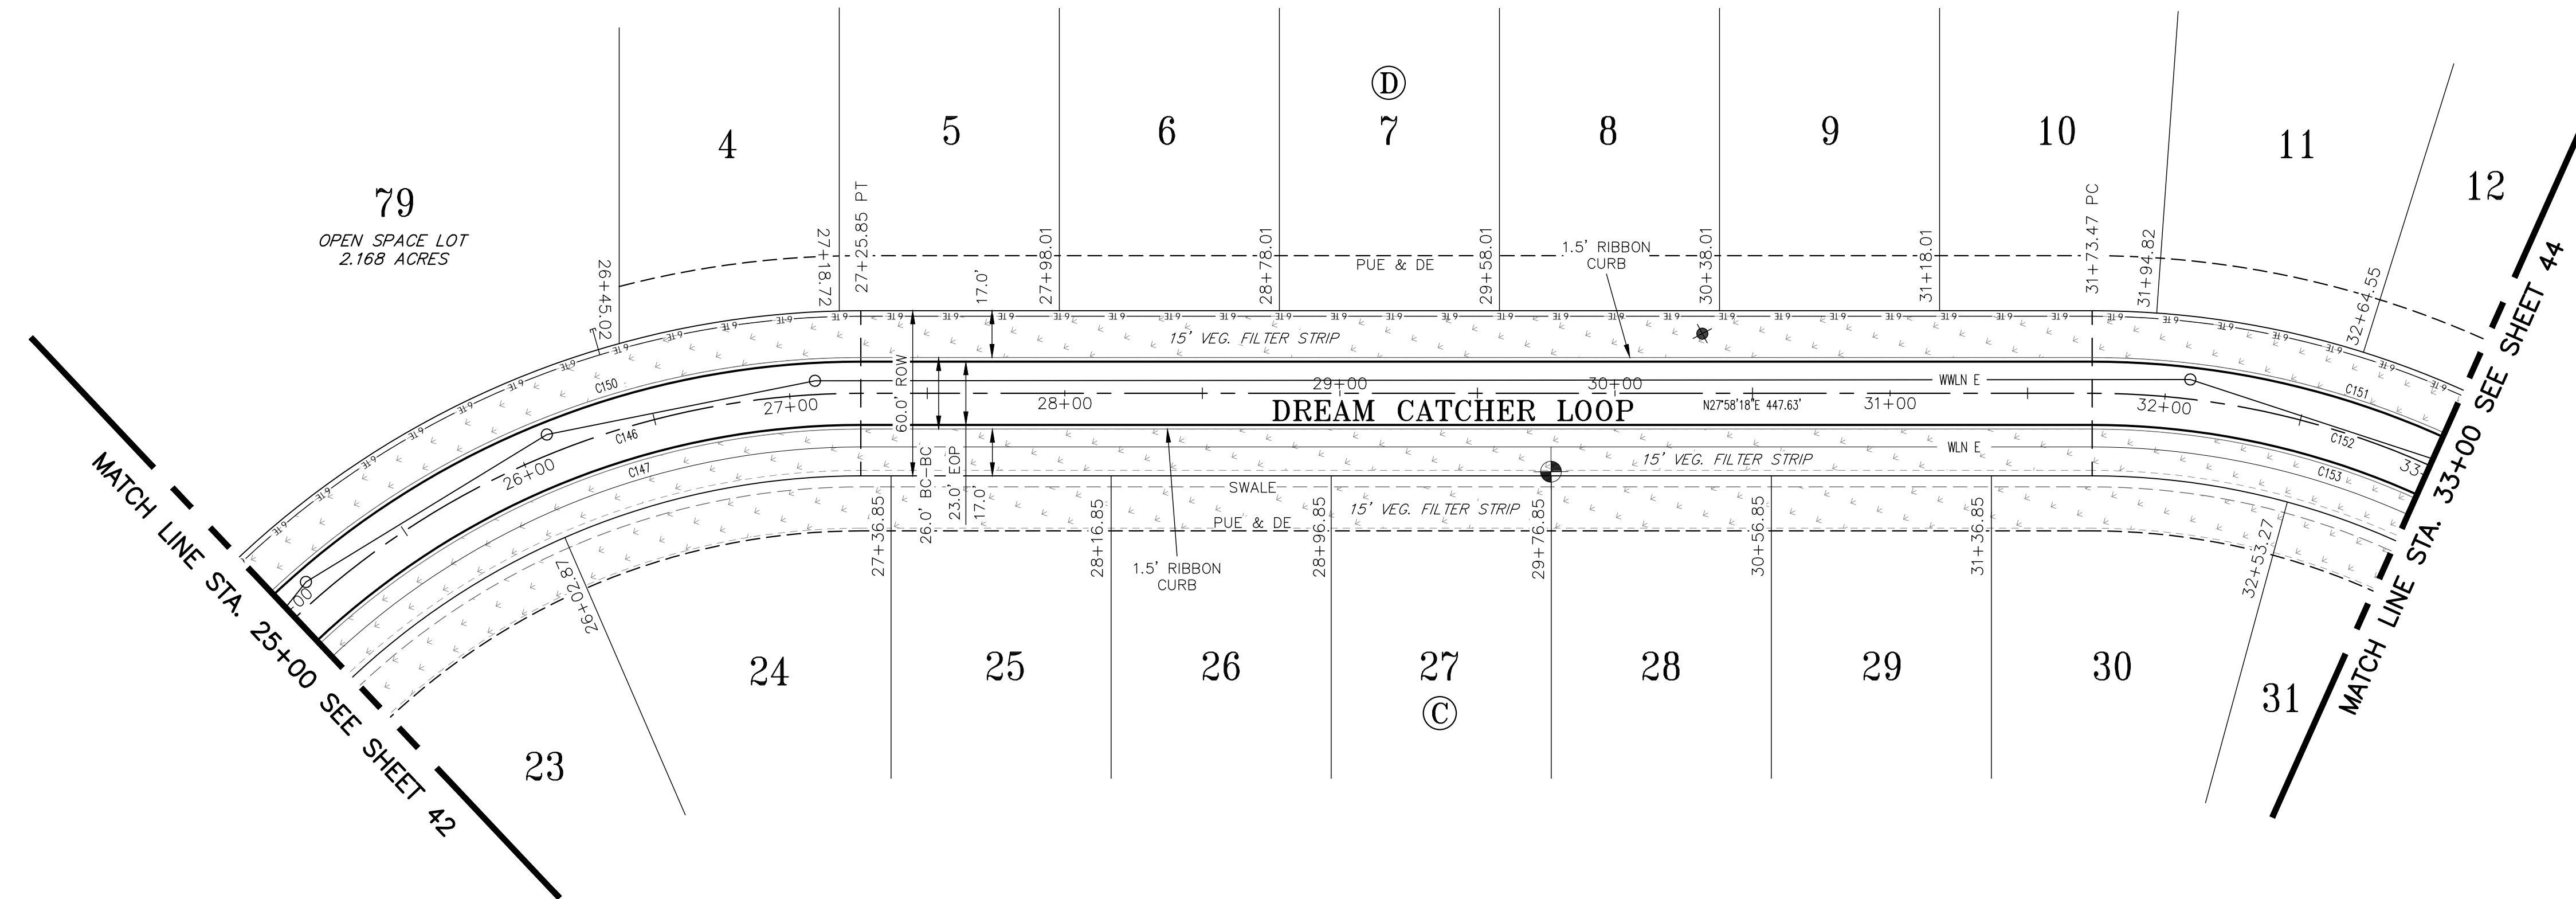 D
4
5
6
7
8
9
10
11
12
79
OPEN SPACE LOT
2.168 ACRES
26+45.02
27+18.72
27+25.85 PT
17.0'
27+98.01
28+78.01
29+58.01
30+38.01
31+18.01
31+73.47 PC
31+94.82
32+64.55
PUE & DE
1.5' RIBBON
CURB
15' VEG. FILTER STRIP
C150
C151
WWLN E
29+00
30+00
27+00
28+00
31+00
32+00
DREAM CATCHER LOOP
N27°58'18"E 447.63'
C146
C147
C152
C153
26+00
33+
00
60.0' ROW
26.0' BC-BC
23.0' EOP
17.0'
WLN E
15' VEG. FILTER STRIP
SWALE
15' VEG. FILTER STRIP
PUE & DE
1.5' RIBBON
CURB
26+02.87
27+36.85
28+16.85
28+96.85
29+76.85
30+56.85
31+36.85
32+53.27
23
24
25
26
27
28
29
30
31
C
MATCH LINE STA. 25+00 SEE SHEET 42
MATCH LINE STA. 33+00 SEE SHEET 44